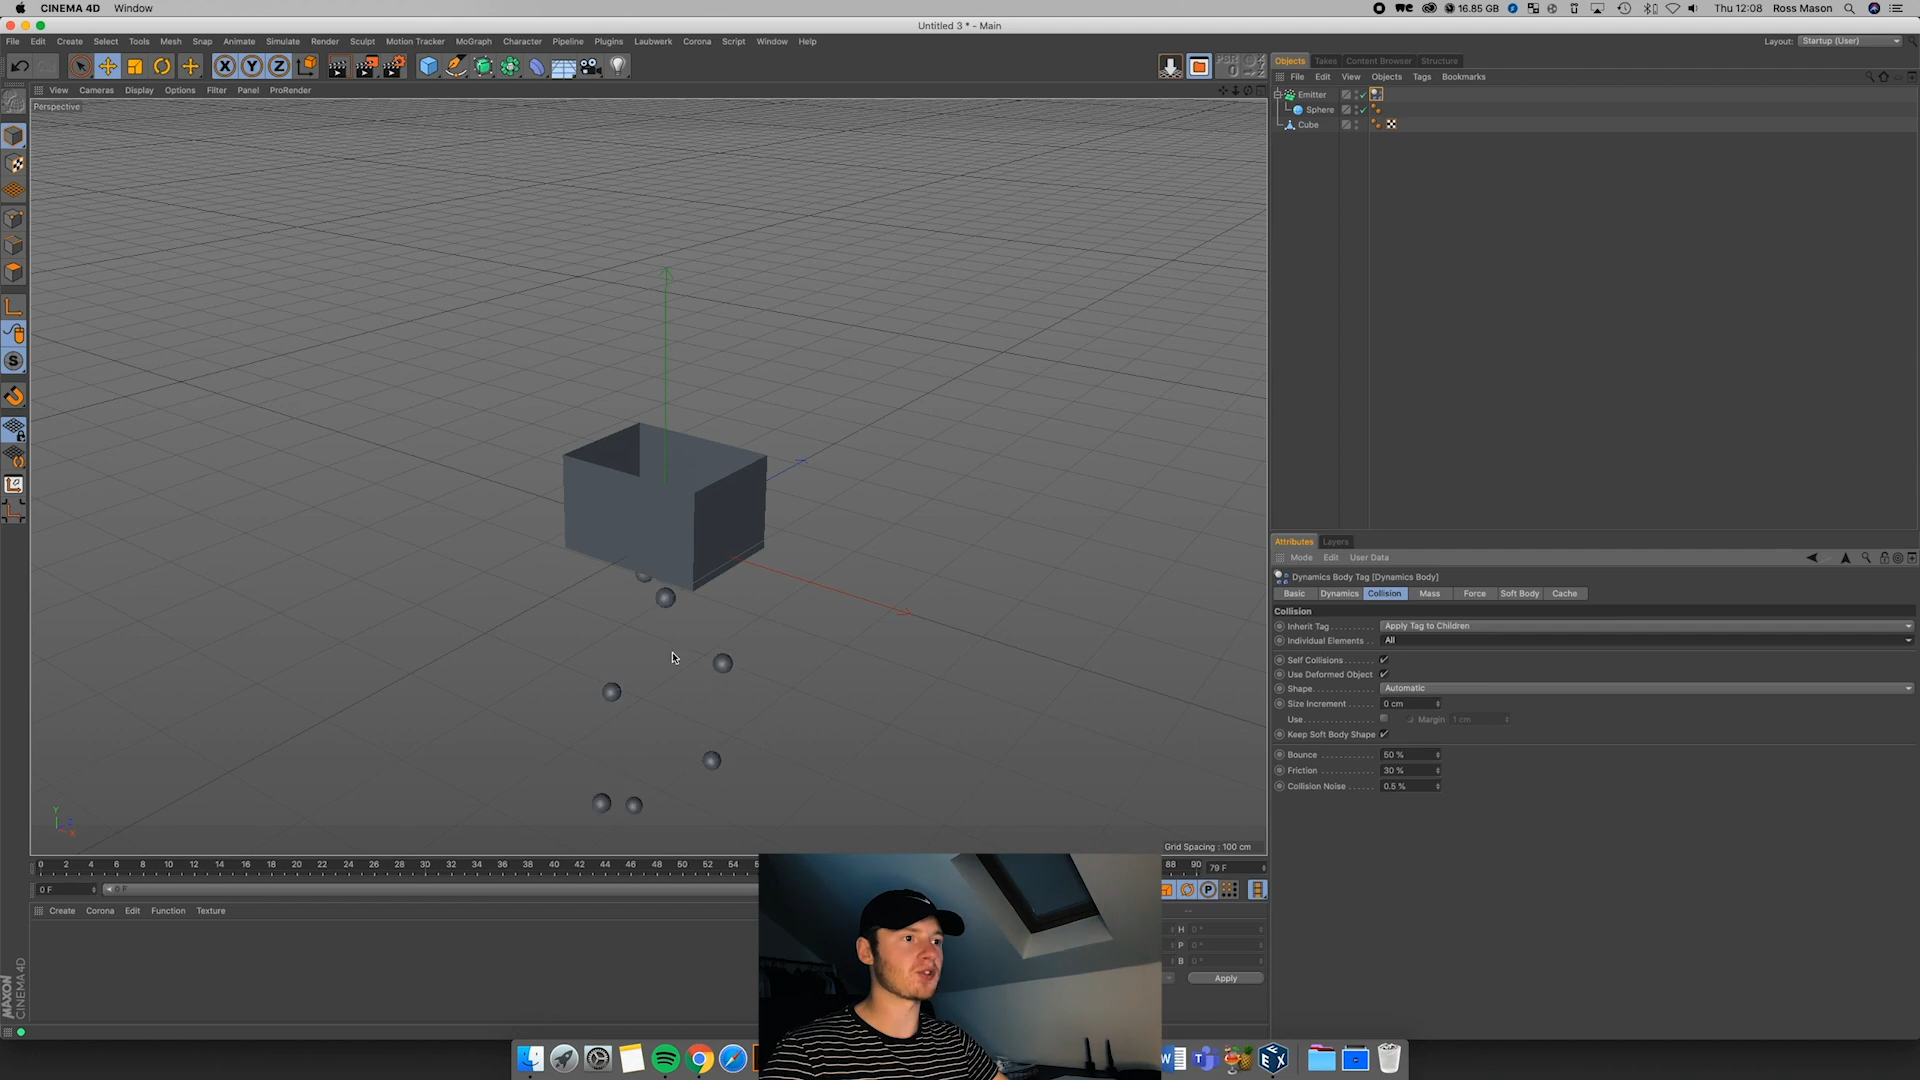 CINEMA 4D Window 16.85 GB Thu 12:08 Ross Mason
Untitled 3 * - Main
File Edit Create Select Tools Mesh Snap Animate Simulate Render Sculpt Motion Tracker MoGraph Character Pipeline Plugins Laubwerk Corona Script Window Help Layout: Startup (User)
X Y Z PSR 0
Objects Takes Content Browser Structure
File Edit View Objects Tags Bookmarks
View Cameras Display Options Filter Panel ProRender
Perspective
Emitter
Sphere
Cube
Attributes Layers
Mode Edit User Data
Dynamics Body Tag [Dynamics Body]
Basic Dynamics Collision Mass Force Soft Body Cache
Collision
Inherit Tag Apply Tag to Children
Individual Elements All
Self Collisions
Use Deformed Object
Shape Automatic
Size Increment 0 cm
Use Margin 1 cm
Keep Soft Body Shape
Bounce 50 %
Friction 30 %
Collision Noise 0.5 %
Y Z X
Grid Spacing : 100 cm
0 2 4 6 8 10 12 14 16 18 20 22 24 26 28 30 32 34 36 38 40 42 44 46 48 50 52 54 88 90 79 F
0 F 0 F P
Create Corona Edit Function Texture --
H 0 °
P 0 °
B 0 °
Apply
MAXON
CINEMA 4D
W T EX